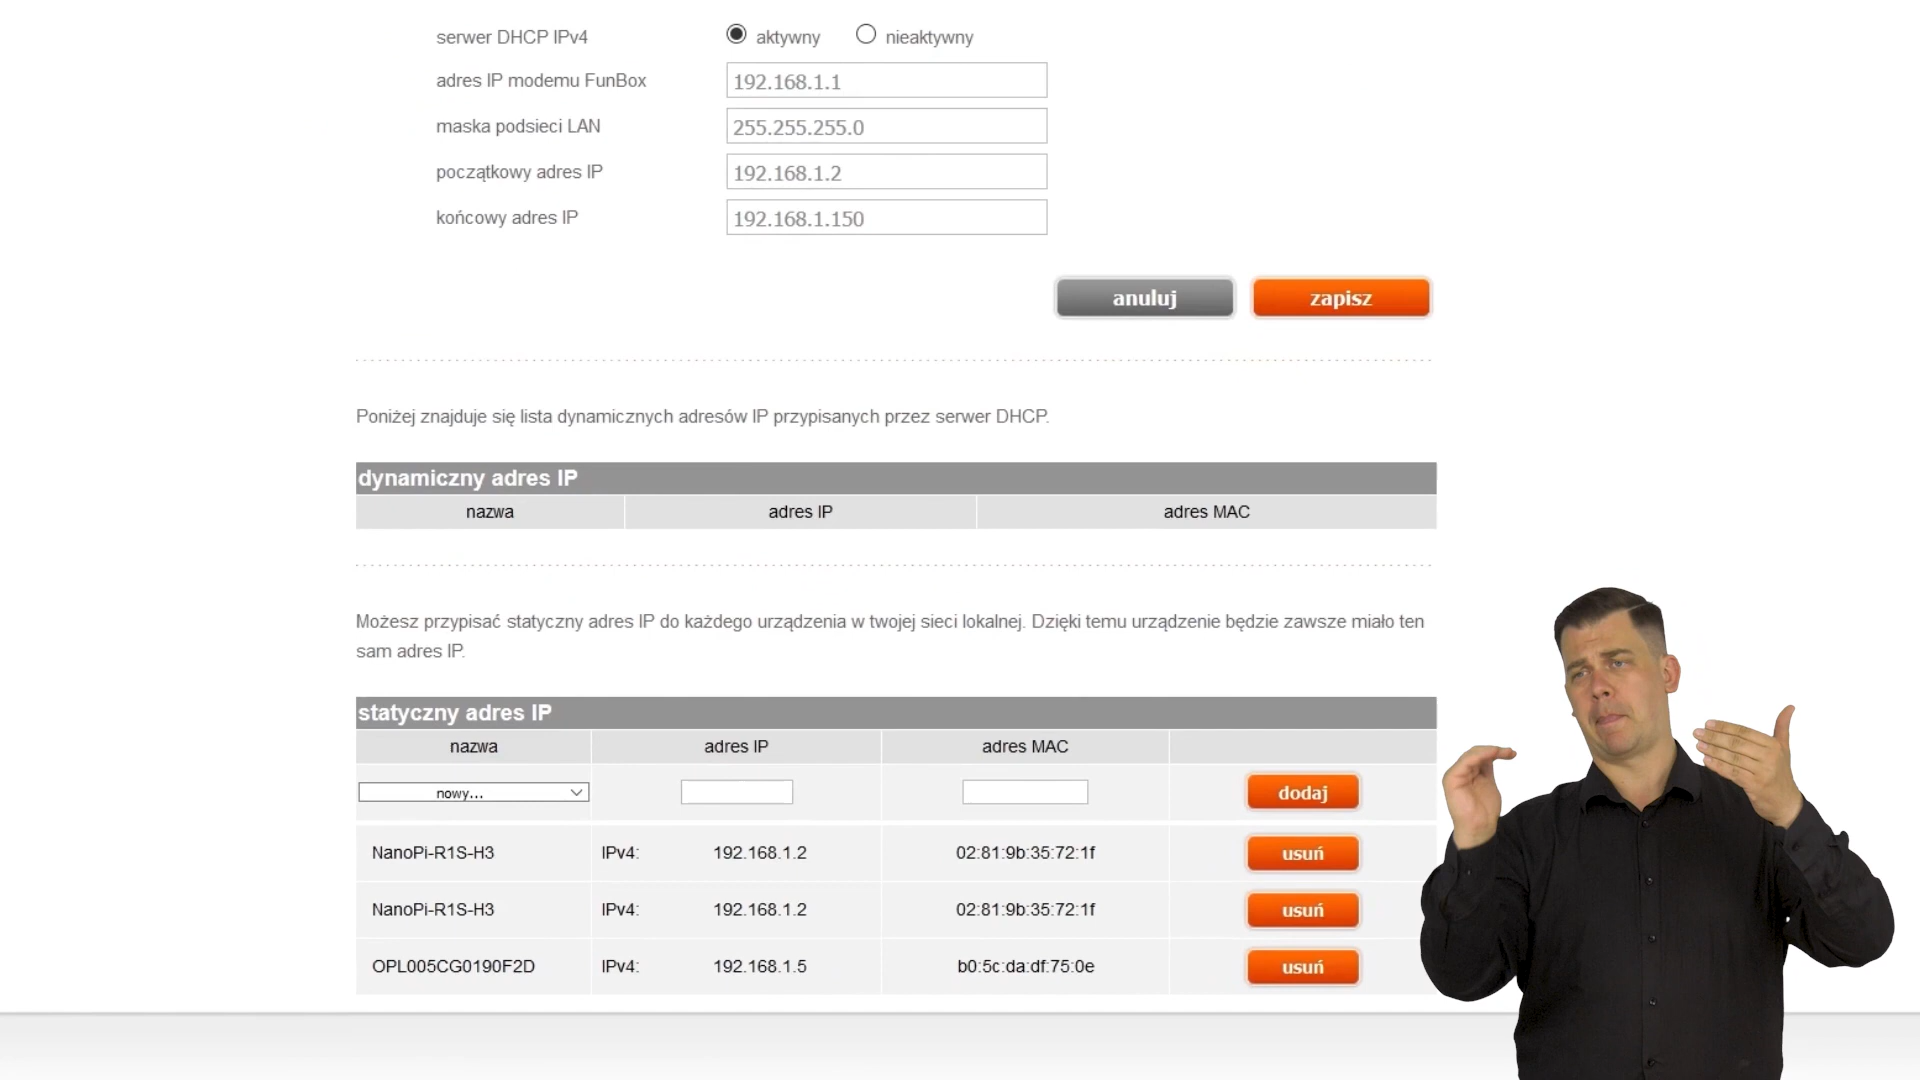 serwer DHCP IPv4 aktywny nieaktywny
adres IP modemu FunBox 192.168.1.1
maska podsieci LAN 255.255.255.0
początkowy adres IP 192.168.1.2
końcowy adres IP 192.168.1.150
anuluj zapisz
Poniżej znajduje się lista dynamicznych adresów IP przypisanych przez serwer DHCP.
dynamiczny adres IP
nazwa adres IP adres MAC
Możesz przypisać statyczny adres IP do każdego urządzenia w twojej sieci lokalnej. Dzięki temu urządzenie będzie zawsze miało ten
sam adres IP.
statyczny adres IP
nazwa adres IP adres MAC
nowy... dodaj
NanoPi-R1S-H3 IPv4: 192.168.1.2 02:81:9b:35:72:1f usuń
NanoPi-R1S-H3 IPv4: 192.168.1.2 02:81:9b:35:72:1f usuń
OPL005CG0190F2D IPv4: 192.168.1.5 b0:5c:da:df:75:0e usuń